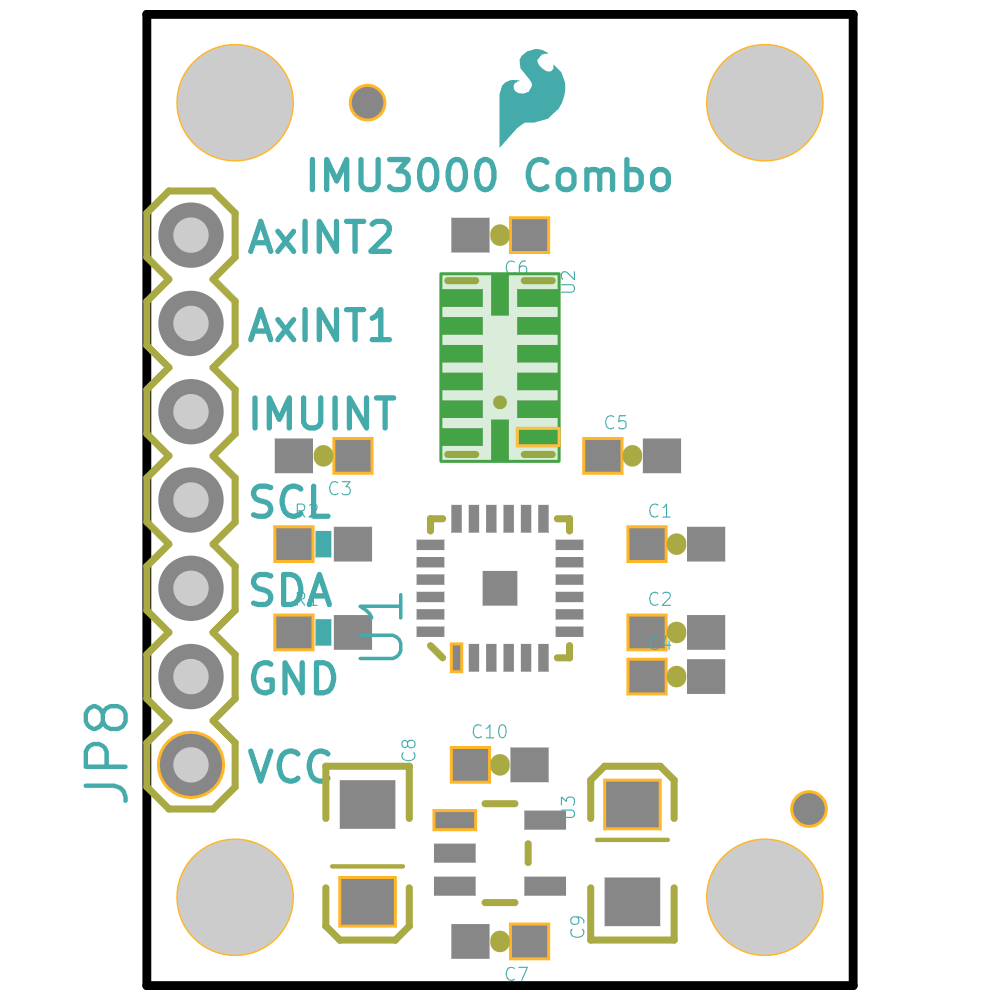 IMU3000 Combo
AxINT2
C6
U2
AxINT1
IMUINT
C5
C3
SCL
R2
C1
SDA
R1
U1
C2
C4
GND
JP8
C10
C8
VCC
U3
C9
C7